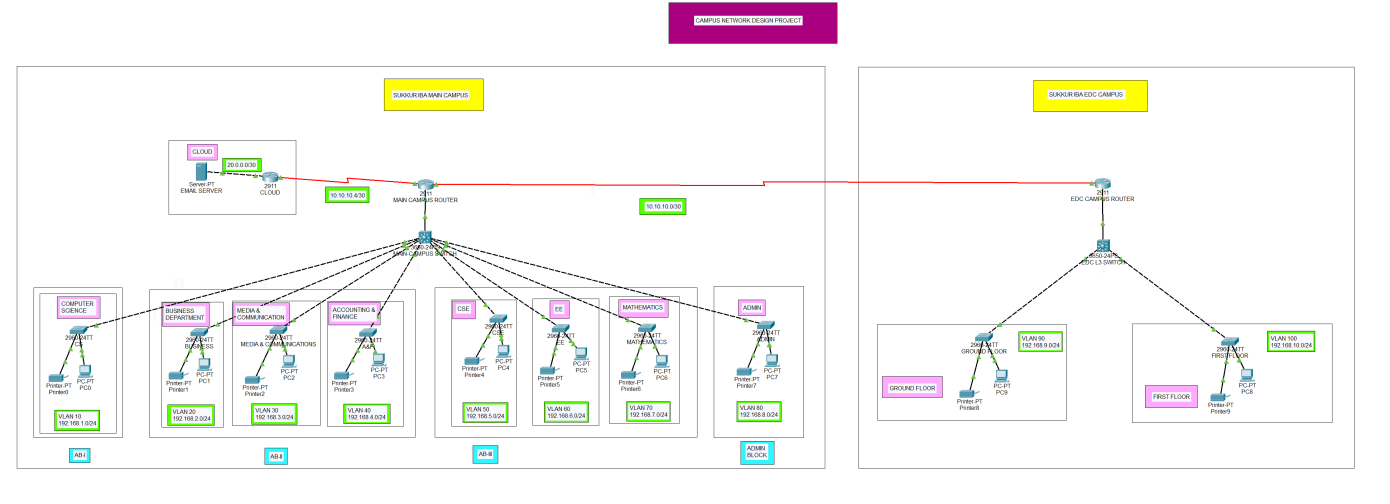 CAMPUS NETWORK DESIGN PROJECT
SUKKUR IBA MAIN CAMPUS
SUKKUR IBA EDC CAMPUS
CLOUD
20.0.0.0/30
Server-PT
EMAIL SERVER
2911
CLOUD
10.10.10.4/30
2911
MAIN CAMPUS ROUTER
10.10.10.0/30
2911
EDC CAMPUS ROUTER
MAIN-CAMPUS SWITCH
3650-24PS
EDC L3 SWITCH
COMPUTER
SCIENCE
2960-24TT
CS
Printer-PT
Printer0
PC-PT
PC0
VLAN 10
192.168.1.0/24
AB-I
BUSINESS
DEPARTMENT
2960-24TT
BUSINESS
Printer-PT
Printer1
PC-PT
PC1
VLAN 20
192.168.2.0/24
MEDIA &
COMMUNICATION
2960-24TT
MEDIA & COMMUNICATIONS
Printer-PT
Printer2
PC-PT
PC2
VLAN 30
192.168.3.0/24
ACCOUNTING &
FINANCE
2960-24TT
A&F
Printer-PT
Printer3
PC-PT
PC3
VLAN 40
192.168.4.0/24
AB-II
CSE
2960-24TT
CSE
Printer-PT
Printer4
PC-PT
PC4
VLAN 50
192.168.5.0/24
EE
2960-24TT
EE
Printer-PT
Printer5
PC-PT
PC5
VLAN 60
192.168.6.0/24
MATHEMATICS
2960-24TT
MATHEMATICS
Printer-PT
Printer6
PC-PT
PC6
VLAN 70
192.168.7.0/24
AB-III
ADMIN
2960-24TT
ADMIN
Printer-PT
Printer7
PC-PT
PC7
VLAN 80
192.168.8.0/24
ADMIN
BLOCK
2960-24TT
GROUND FLOOR
VLAN 90
192.168.9.0/24
GROUND FLOOR
Printer-PT
Printer8
PC-PT
PC9
2960-24TT
FIRST FLOOR
VLAN 100
192.168.10.0/24
FIRST FLOOR
Printer-PT
Printer9
PC-PT
PC8